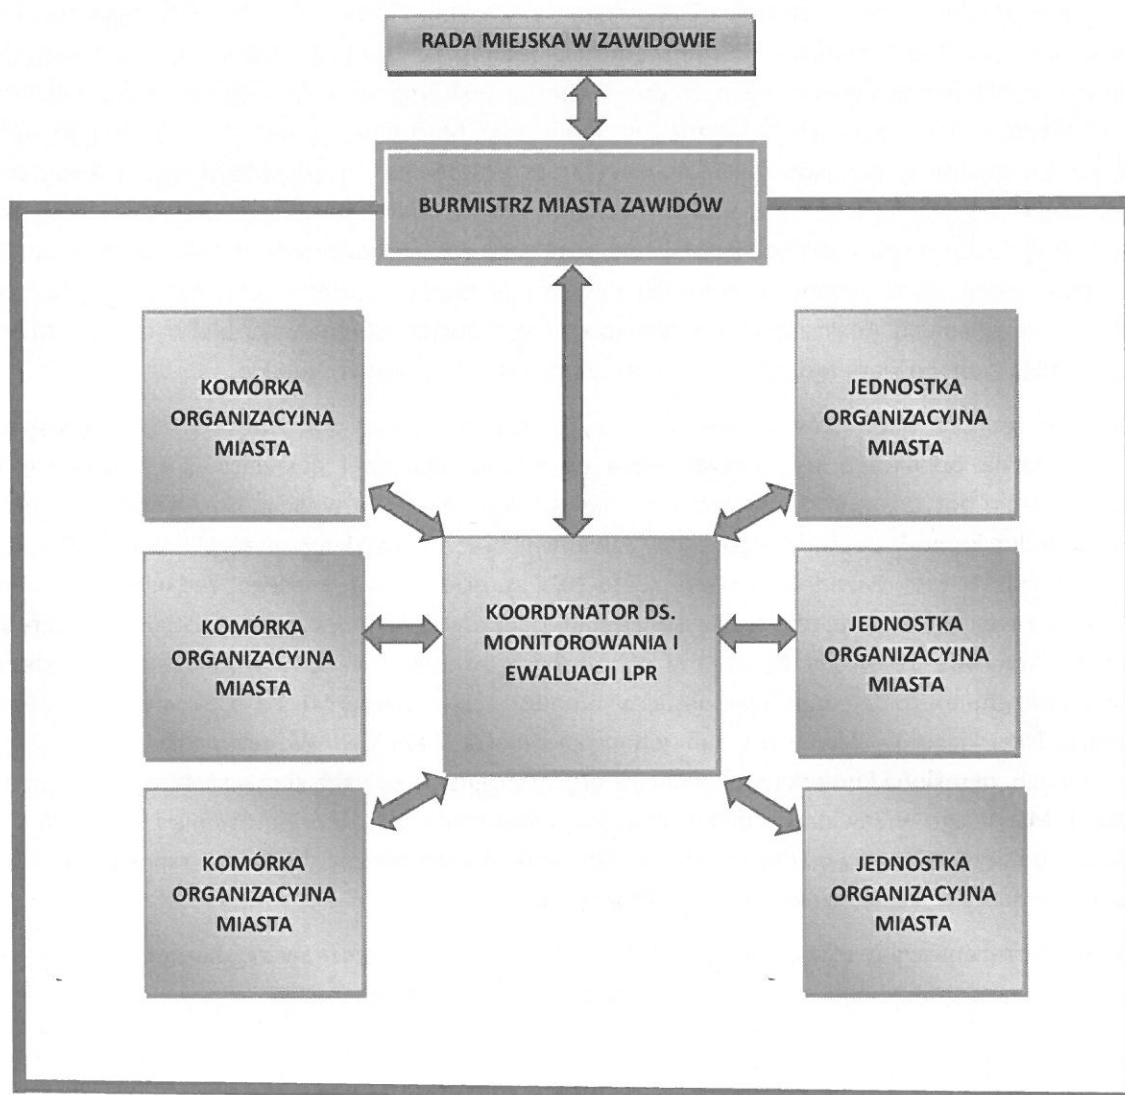 RADA MIEJSKA W ZAWIDOWIE
BURMISTRZ MIASTA ZAWIDÓW
KOMÓRKA
ORGANIZACYJNA
MIASTA
JEDNOSTKA
ORGANIZACYJNA
MIASTA
KOMÓRKA
ORGANIZACYJNA
MIASTA
KOORDYNATOR DS.
MONITOROWANIA I
EWALUACJI LPR
JEDNOSTKA
ORGANIZACYJNA
MIASTA
KOMÓRKA
ORGANIZACYJNA
MIASTA
JEDNOSTKA
ORGANIZACYJNA
MIASTA